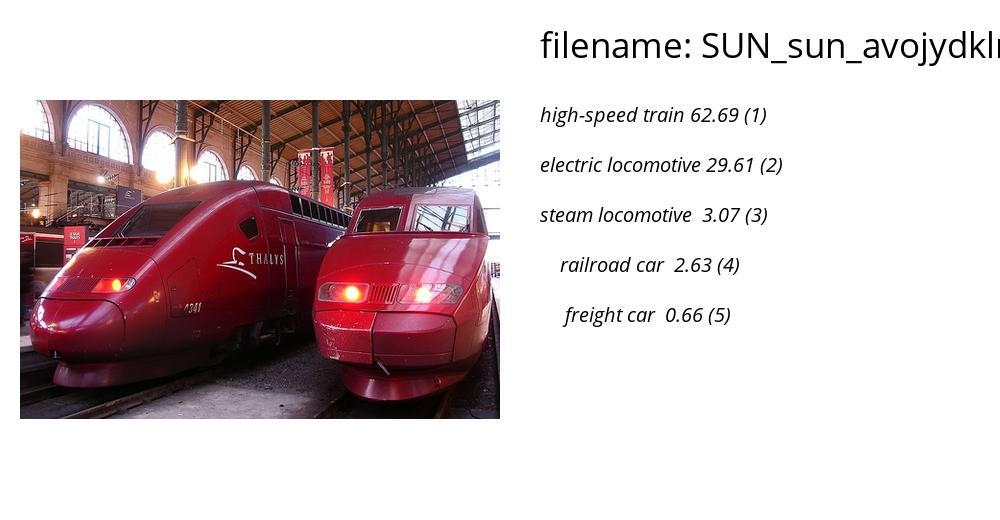 filename: SUN_sun_avojydkl
high-speed train 62.69 (1)
electric locomotive 29.61 (2)
steam locomotive 3.07 (3)
railroad car 2.63 (4)
freight car 0.66 (5)
THALYS
4341